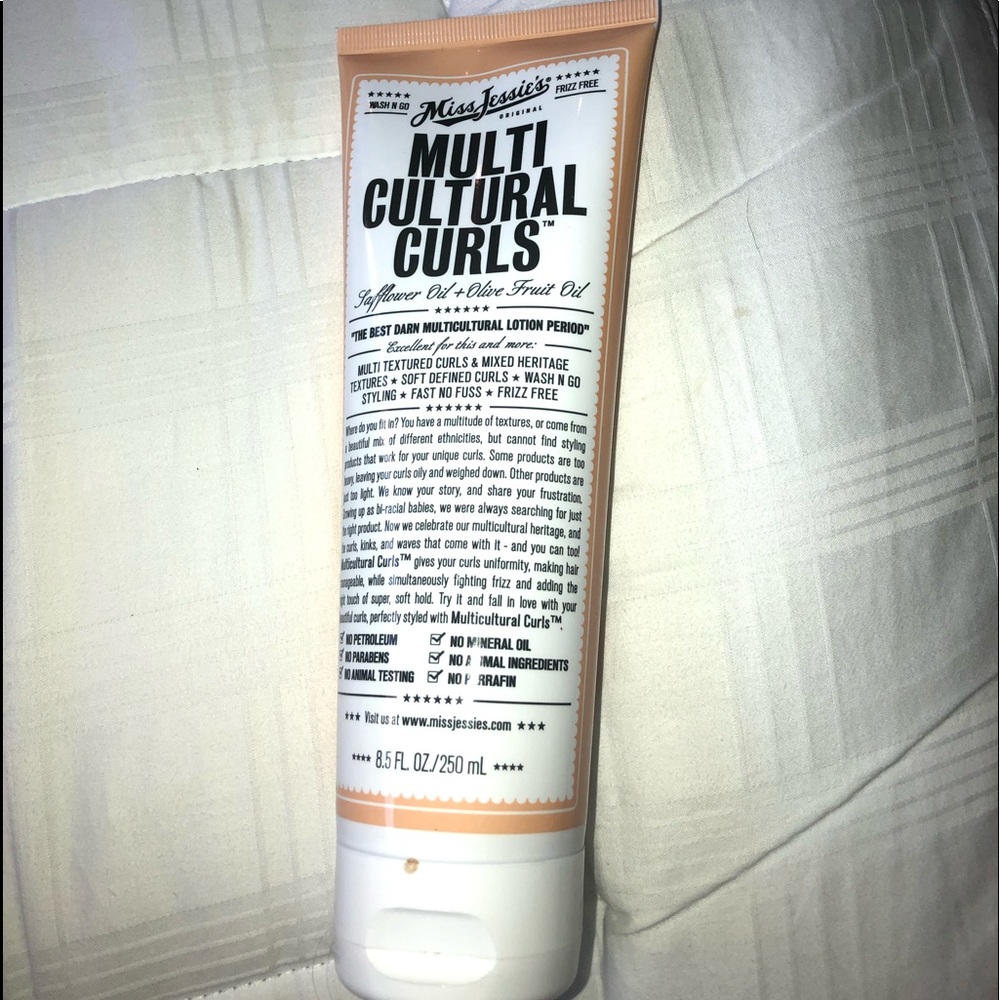 ★★★★★ Miss Jessie's® ★★★★★
WASH N GO ORIGINAL FRIZZ FREE
MULTI
CULTURAL
CURLS™
Safflower Oil + Olive Fruit Oil
★★★★★★
"THE BEST DARN MULTICULTURAL LOTION PERIOD"
Excellent for this and more:
MULTI TEXTURED CURLS & MIXED HERITAGE
TEXTURES ★ SOFT DEFINED CURLS ★ WASH N GO
STYLING ★ FAST NO FUSS ★ FRIZZ FREE
★★★★★★
Where do you fit in? You have a multitude of textures, or come from
a beautiful mix of different ethnicities, but cannot find styling
products that work for your unique curls. Some products are too
heavy, leaving your curls oily and weighed down. Other products are
just too light. We know your story, and share your frustration.
Growing up as bi-racial babies, we were always searching for just
the right product. Now we celebrate our multicultural heritage, and
the curls, kinks, and waves that come with it - and you can too!
Multicultural Curls™ gives your curls uniformity, making hair
manageable, while simultaneously fighting frizz and adding the
right touch of super, soft hold. Try it and fall in love with your
beautiful curls, perfectly styled with Multicultural Curls™.
☑ NO PETROLEUM ☑ NO MINERAL OIL
☑ NO PARABENS ☑ NO ANIMAL INGREDIENTS
☑ NO ANIMAL TESTING ☑ NO PARRAFIN
★★★★★★
★★★ Visit us at www.missjessies.com ★★★
★★★★ 8.5 FL. OZ./250 mL ★★★★